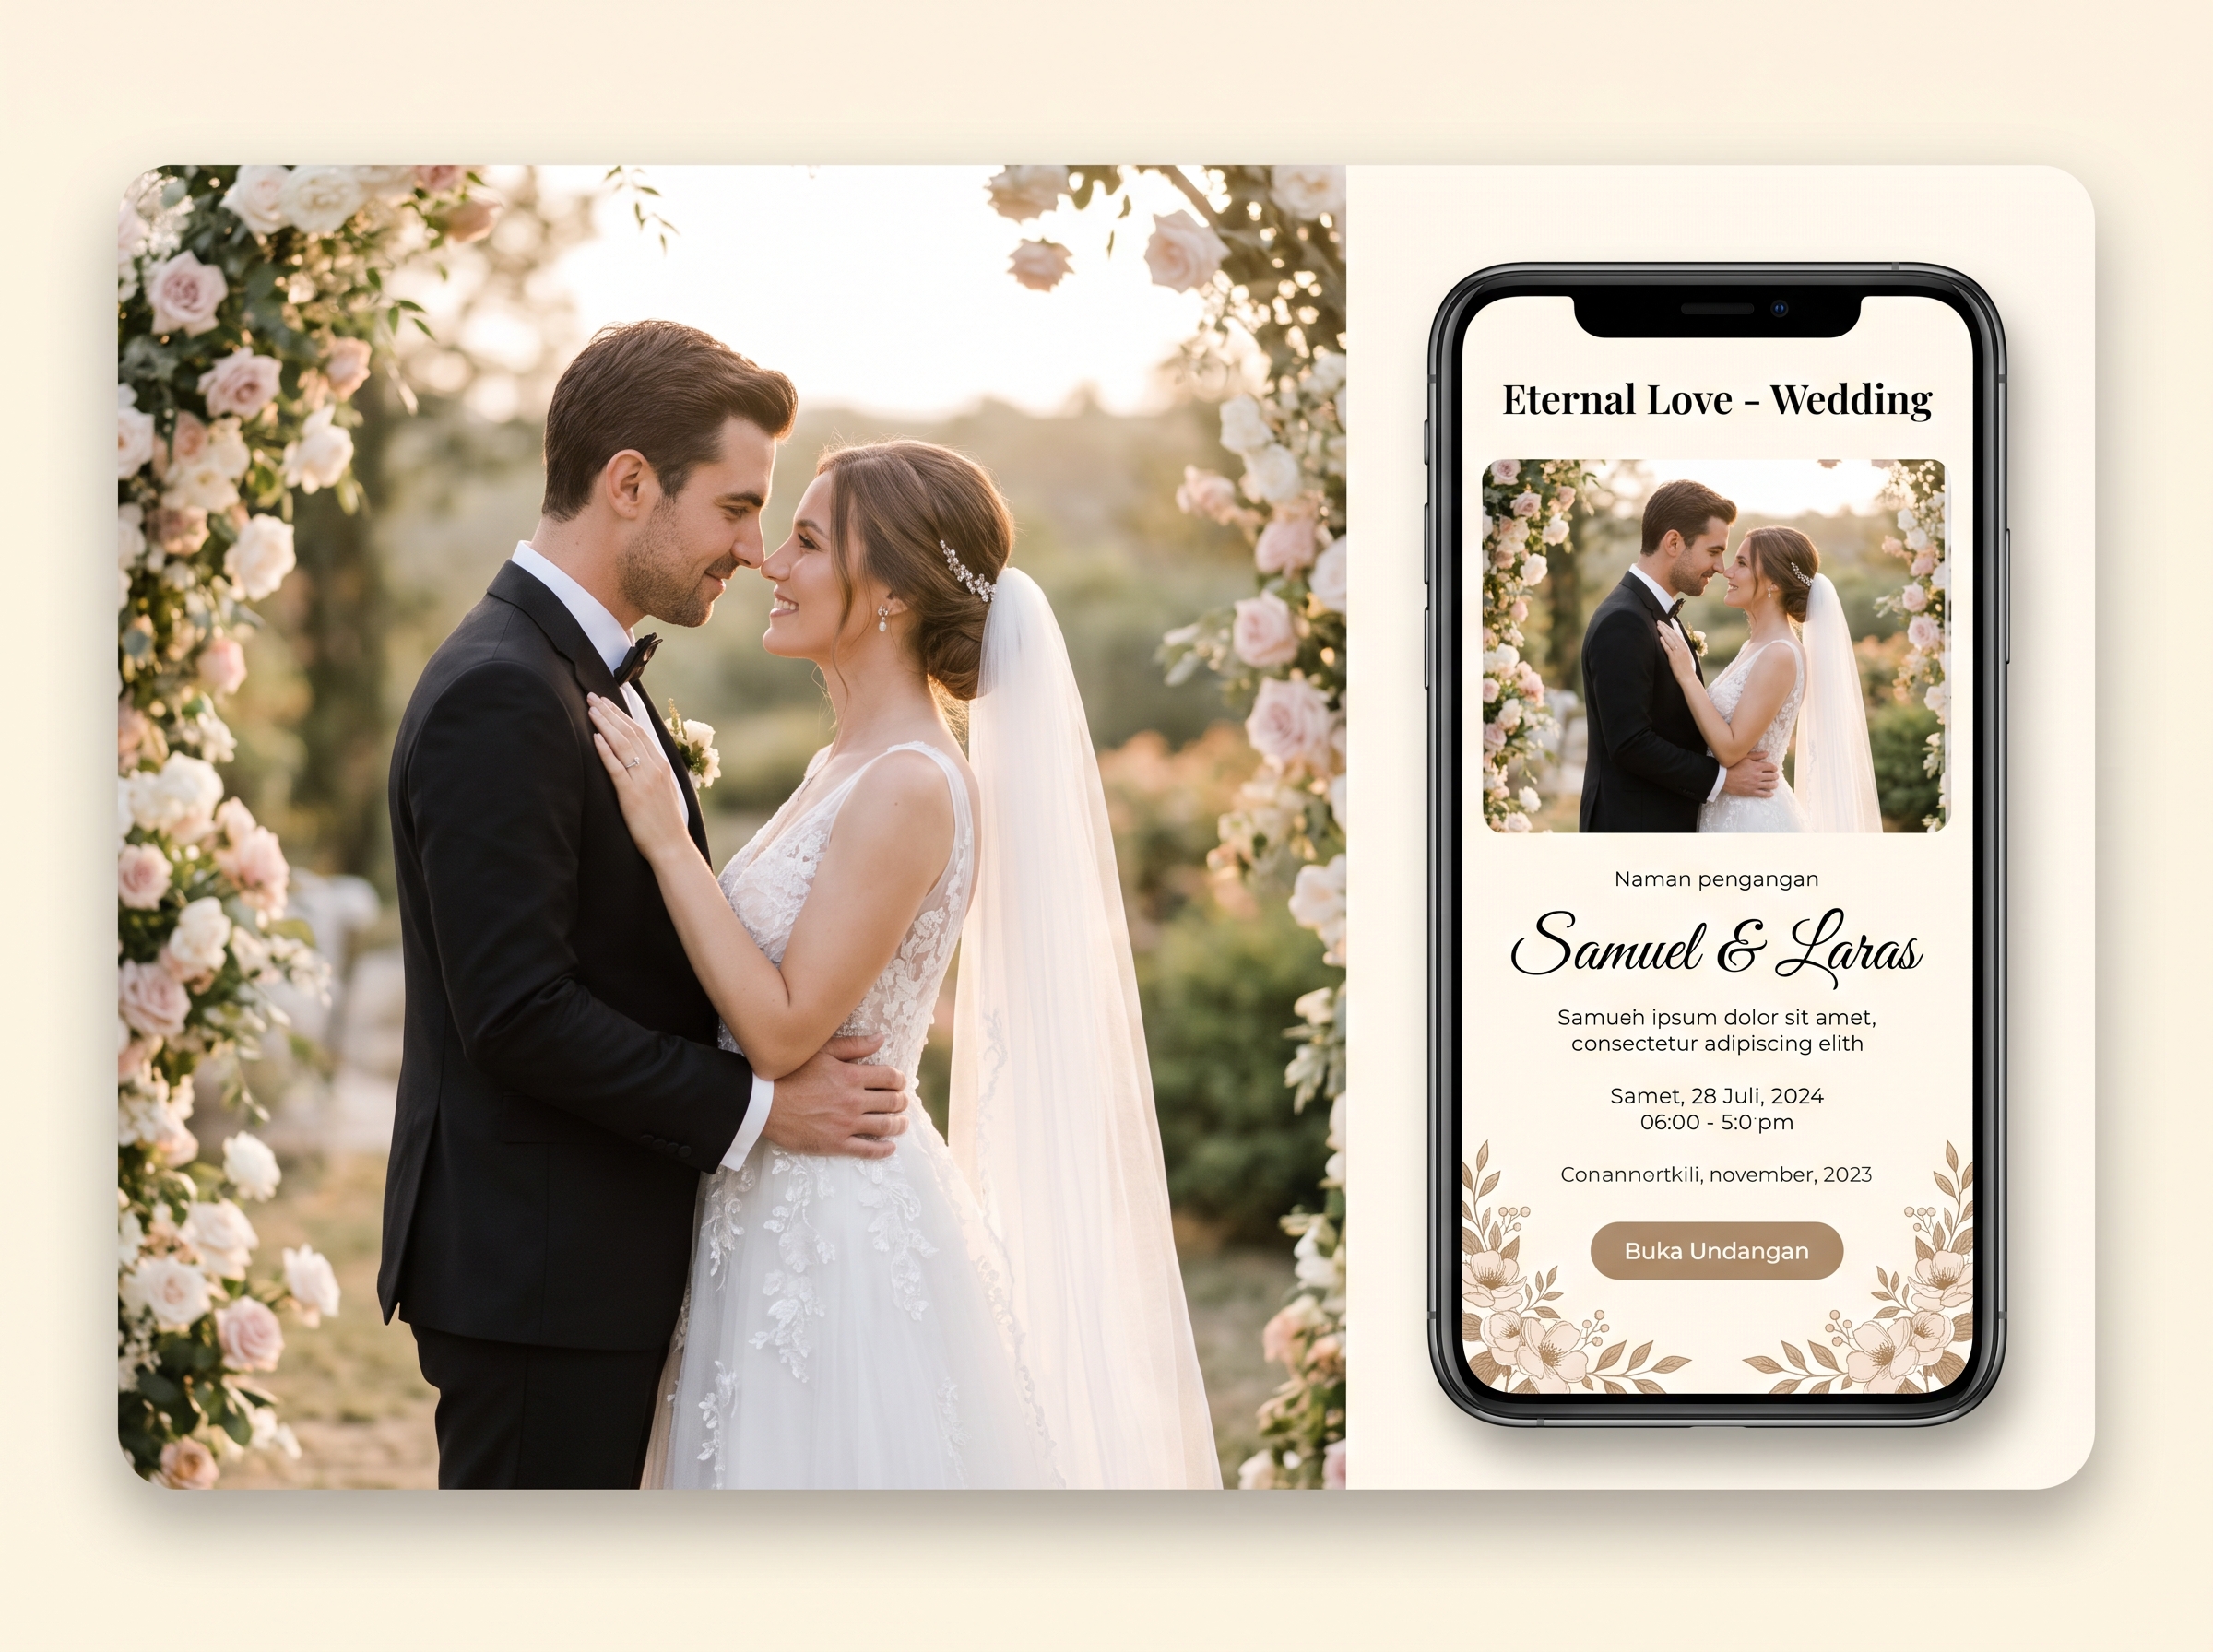 Eternal Love - Wedding
Naman pengangan
Samuel & Laras
Samueh ipsum dolor sit amet,
consectetur adipiscing elith
Samet, 28 Juli, 2024
06:00 - 5:0 pm
Conannortkili, november, 2023
Buka Undangan